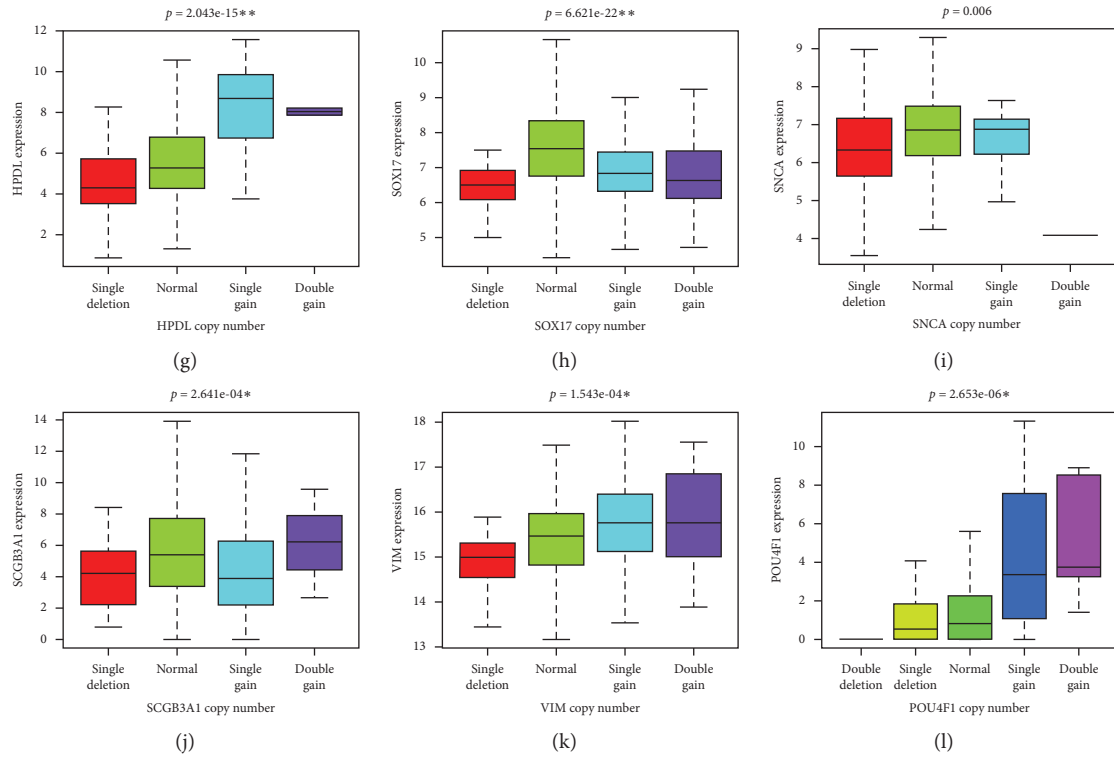 p = 2.043e-15**
HPDL expression
12
10
8
6
4
2
Single deletion
Normal
Single gain
Double gain
HPDL copy number
(g)
p = 6.621e-22**
SOX17 expression
10
9
8
7
6
5
Single deletion
Normal
Single gain
Double gain
SOX17 copy number
(h)
p = 0.006
SNCA expression
9
8
7
6
5
4
Single deletion
Normal
Single gain
Double gain
SNCA copy number
(i)
p = 2.641e-04*
SCGB3A1 expression
14
12
10
8
6
4
2
0
Single deletion
Normal
Single gain
Double gain
SCGB3A1 copy number
(j)
p = 1.543e-04*
VIM expression
18
17
16
15
14
13
Single deletion
Normal
Single gain
Double gain
VIM copy number
(k)
p = 2.653e-06*
POU4F1 expression
10
8
6
4
2
0
Double deletion
Single deletion
Normal
Single gain
Double gain
POU4F1 copy number
(l)